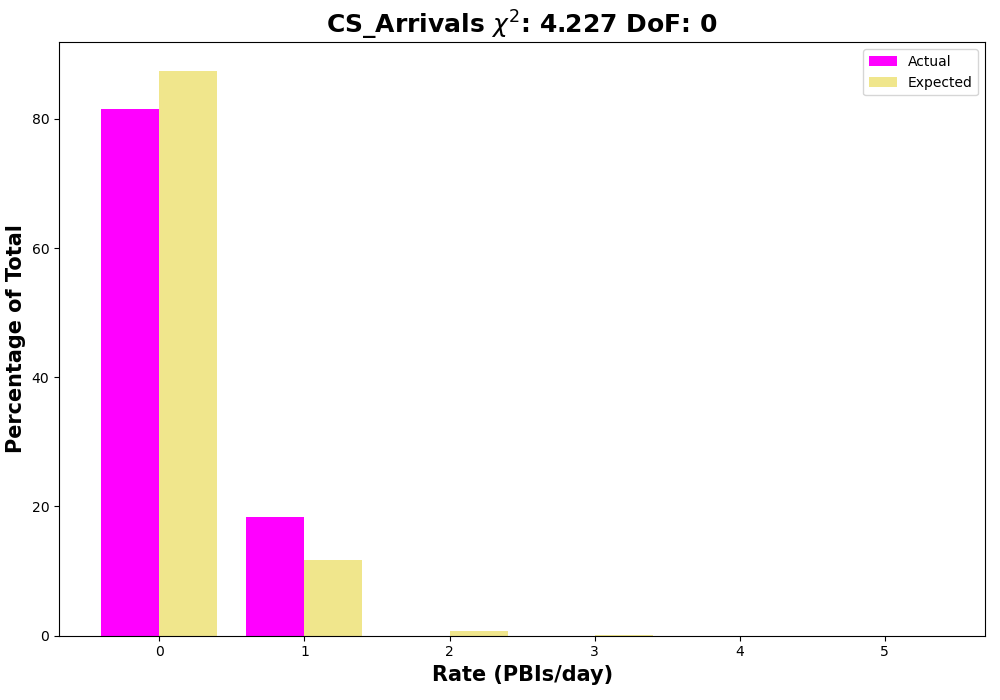 CS_Arrivals χ²: 4.227 DoF: 0
Actual
Expected
Percentage of Total
80
60
40
20
0
0 1 2 3 4 5
Rate (PBIs/day)